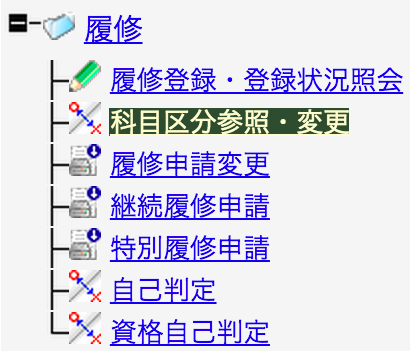 履修
履修登録・登録状況照会
科目区分参照・変更
履修申請変更
継続履修申請
特別履修申請
自己判定
資格自己判定